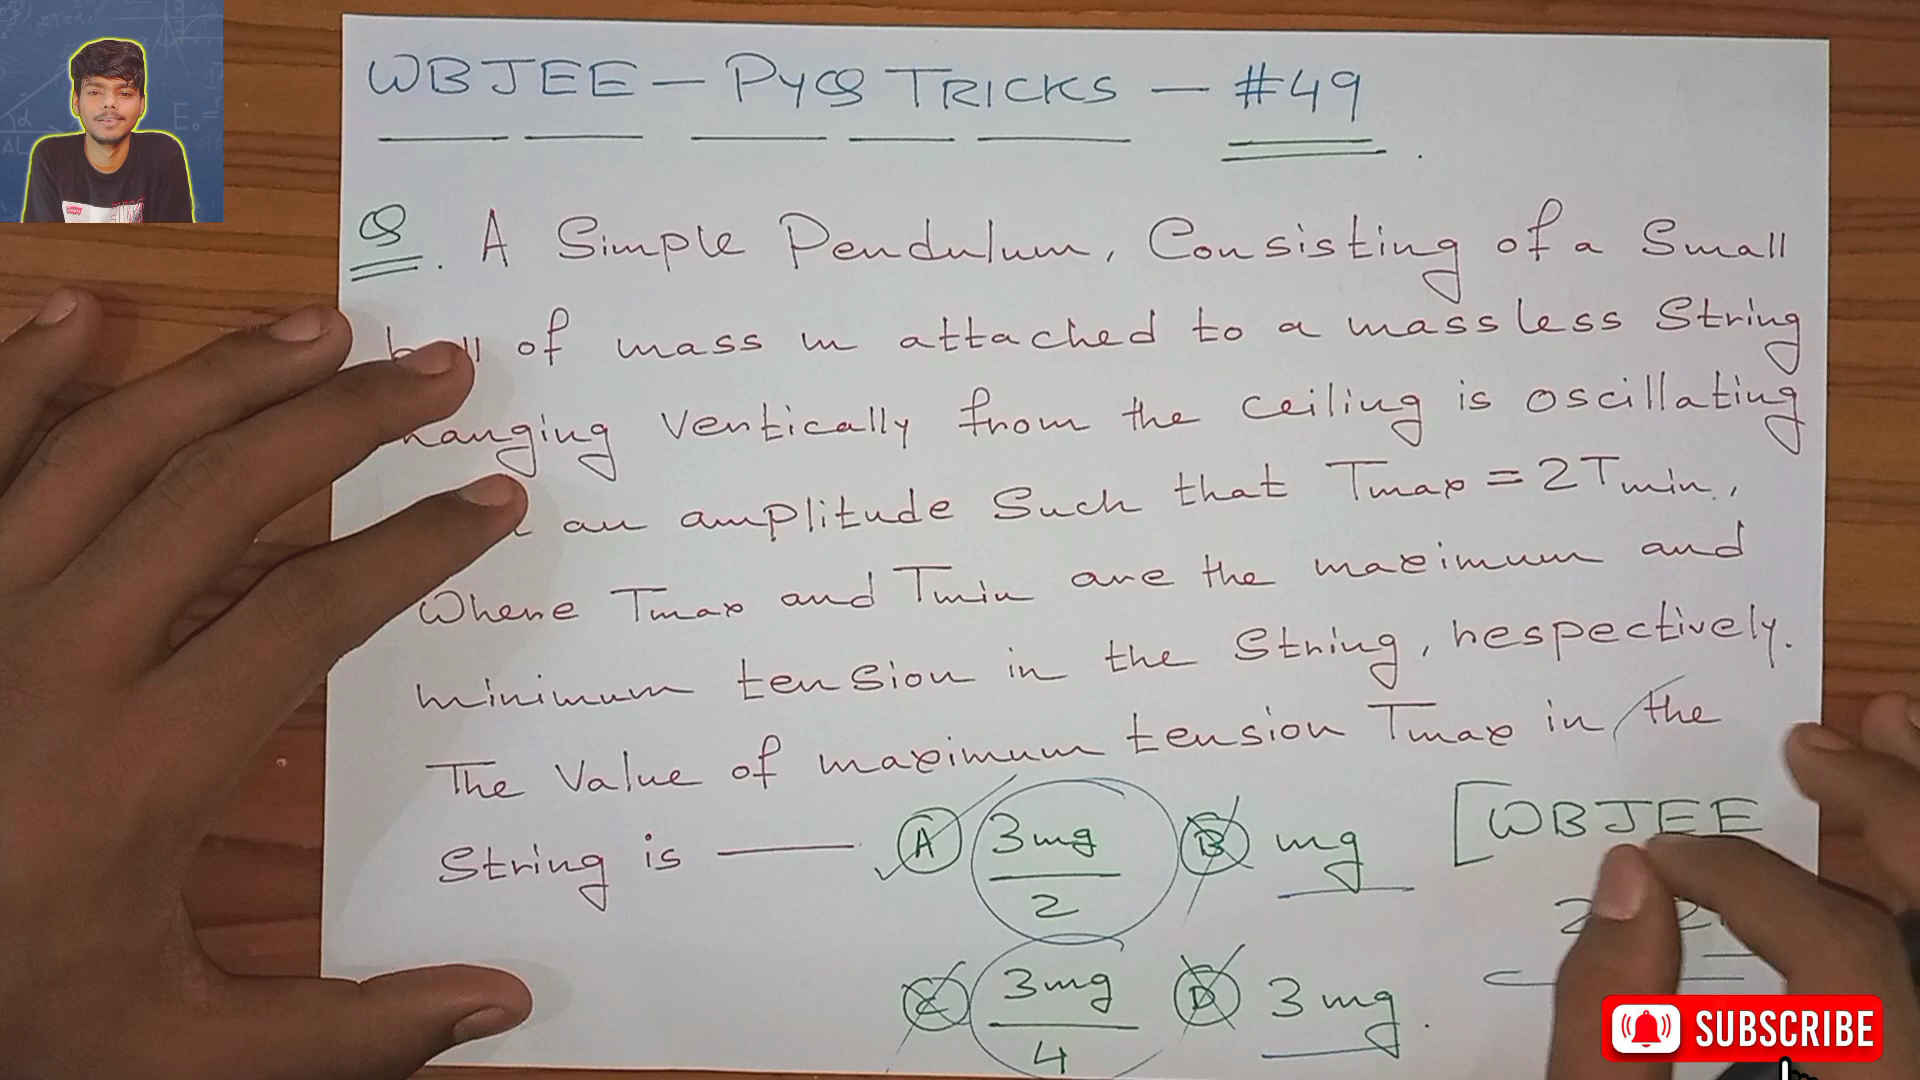 WBJEE - PYQ TRICKS - #49
Q. A Simple Pendulum, Consisting of a Small
of mass m attached to a massless String
hanging vertically from the ceiling is oscillating
an amplitude Such that Tmax = 2Tmin.,
Where Tmax and Tmin are the maximum and
minimum tension in the String, respectively.
The Value of maximum tension Tmax in the
String is — (A) 3mg/2 (B) mg [WBJEE
(C) 3mg/4 (D) 3mg.
SUBSCRIBE